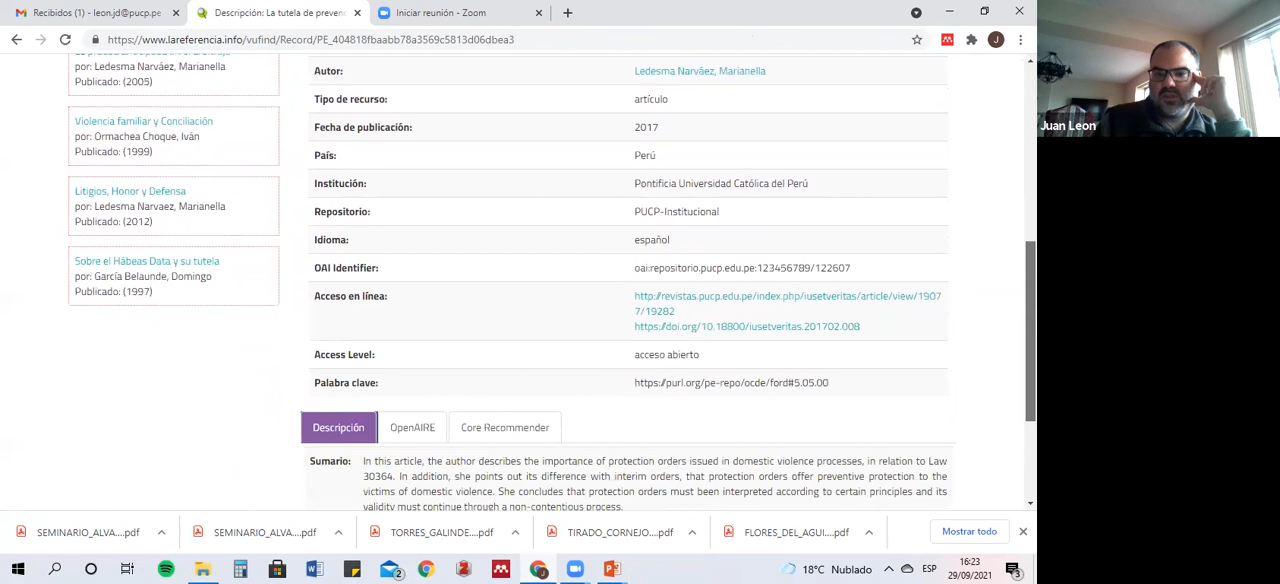 Recibidos (1) - leon.jd@pucp.pe
Descripción: La tutela de preven
Iniciar reunión - Zoom
https://www.lareferencia.info/vufind/Record/PE_404818fbaabb78a3569c5813d06dbea3
J
por: Ledesma Narváez, Marianella
Publicado: (2005)
Violencia familiar y Conciliación
por: Ormachea Choque, Iván
Publicado: (1999)
Litigios, Honor y Defensa
por: Ledesma Narvaez, Marianella
Publicado: (2012)
Sobre el Hábeas Data y su tutela
por: García Belaunde, Domingo
Publicado: (1997)
Autor: Ledesma Narváez, Marianella
Tipo de recurso: artículo
Fecha de publicación: 2017
País: Perú
Institución: Pontificia Universidad Católica del Perú
Repositorio: PUCP-Institucional
Idioma: español
OAI Identifier: oai:repositorio.pucp.edu.pe:123456789/122607
Acceso en línea: http://revistas.pucp.edu.pe/index.php/iusetveritas/article/view/1907
7/19282
https://doi.org/10.18800/iusetveritas.201702.008
Access Level: acceso abierto
Palabra clave: https://purl.org/pe-repo/ocde/ford#5.05.00
Descripción OpenAIRE Core Recommender
Sumario: In this article, the author describes the importance of protection orders issued in domestic violence processes, in relation to Law
30364. In addition, she points out its difference with interim orders, that protection orders offer preventive protection to the
victims of domestic violence. She concludes that protection orders must been interpreted according to certain principles and its
validity must continue through a non-contentious process.
SEMINARIO_ALVA....pdf
SEMINARIO_ALVA....pdf
TORRES_GALINDE....pdf
TIRADO_CORNEJO....pdf
FLORES_DEL_AGUI....pdf
Mostrar todo
2
18°C Nublado
ESP
16:23
29/09/2021
3
Juan Leon